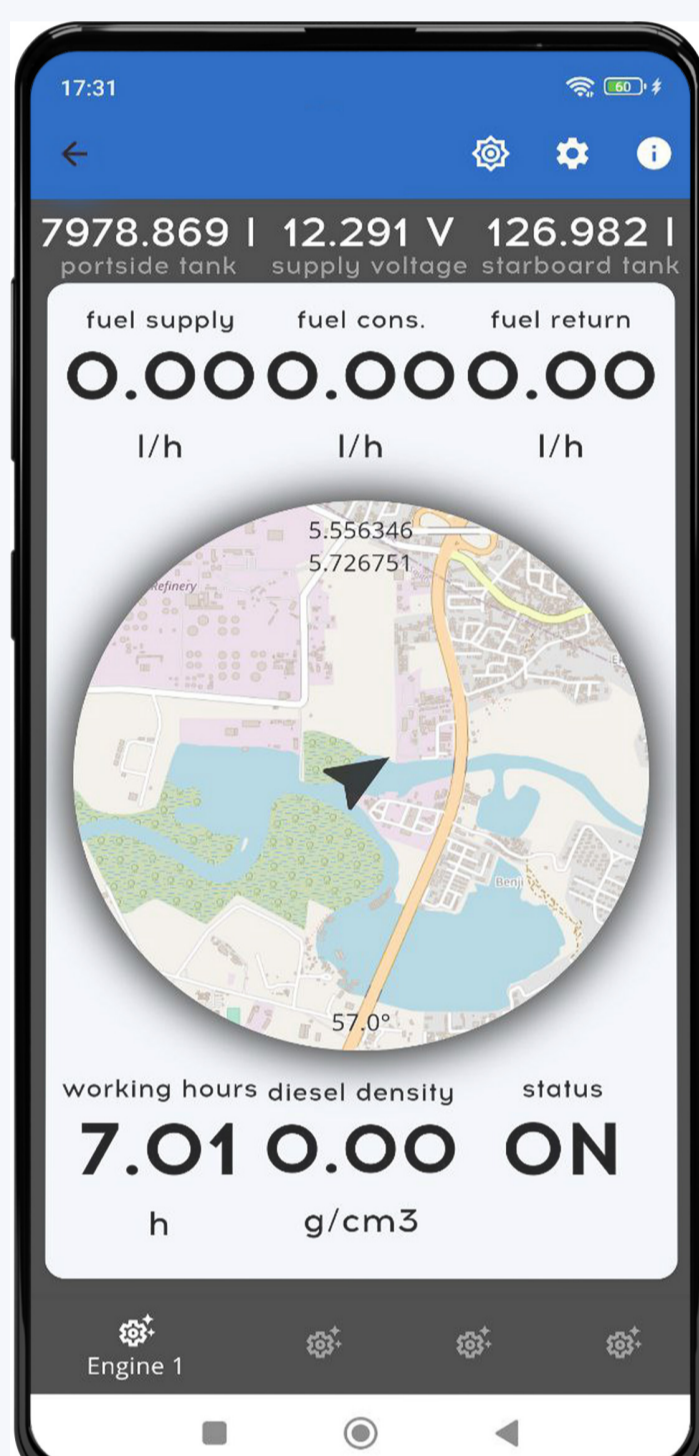 17:31 60
7978.869 l 12.291 V 126.982 l
portside tank supply voltage starboard tank
fuel supply fuel cons. fuel return
0.00 0.00 0.00
l/h l/h l/h
5.556346
5.726751
Refinery
Benji
57.0°
working hours diesel density status
7.01 0.00 ON
h g/cm3
Engine 1